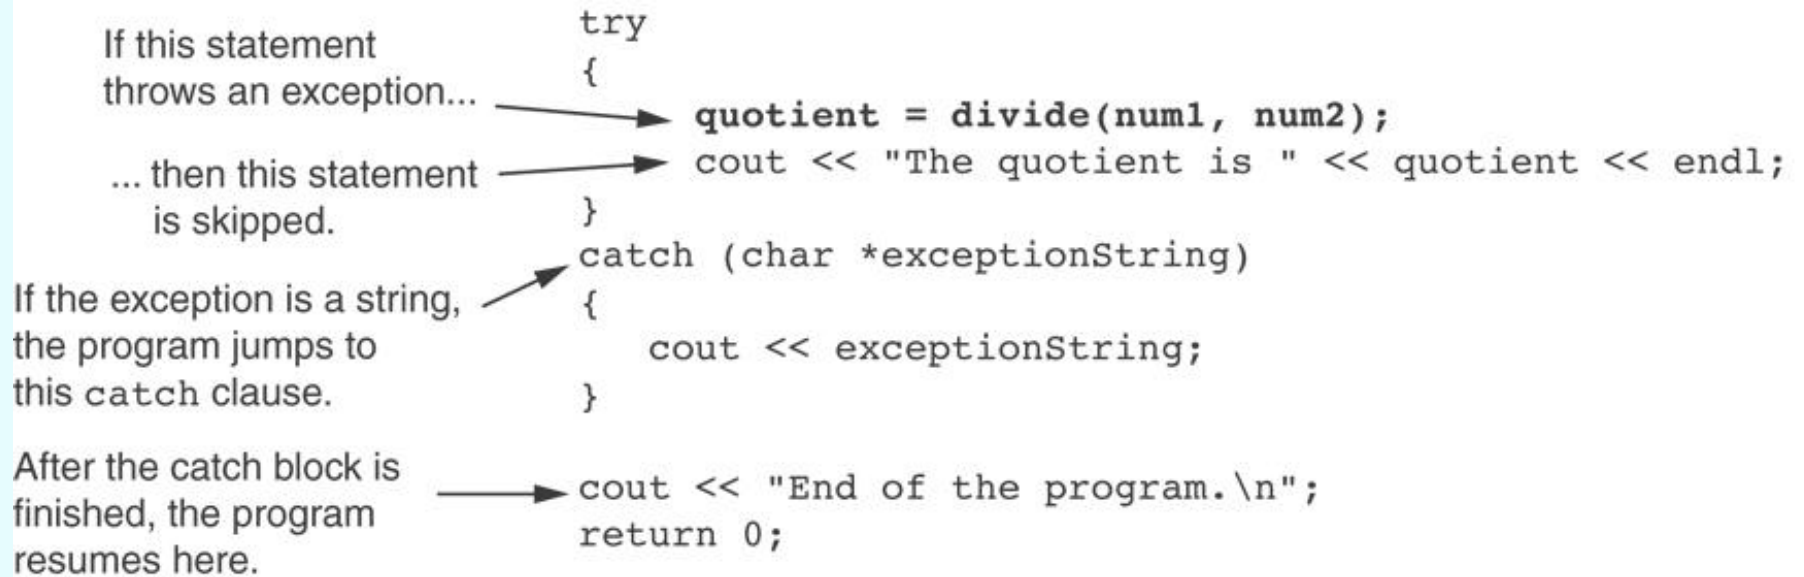 If this statement
throws an exception...
... then this statement
is skipped.
If the exception is a string,
the program jumps to
this catch clause.
After the catch block is
finished, the program
resumes here.
try
{
quotient = divide(num1, num2);
cout << "The quotient is " << quotient << endl;
}
catch (char *exceptionString)
{
cout << exceptionString;
}
cout << "End of the program.\n";
return 0;